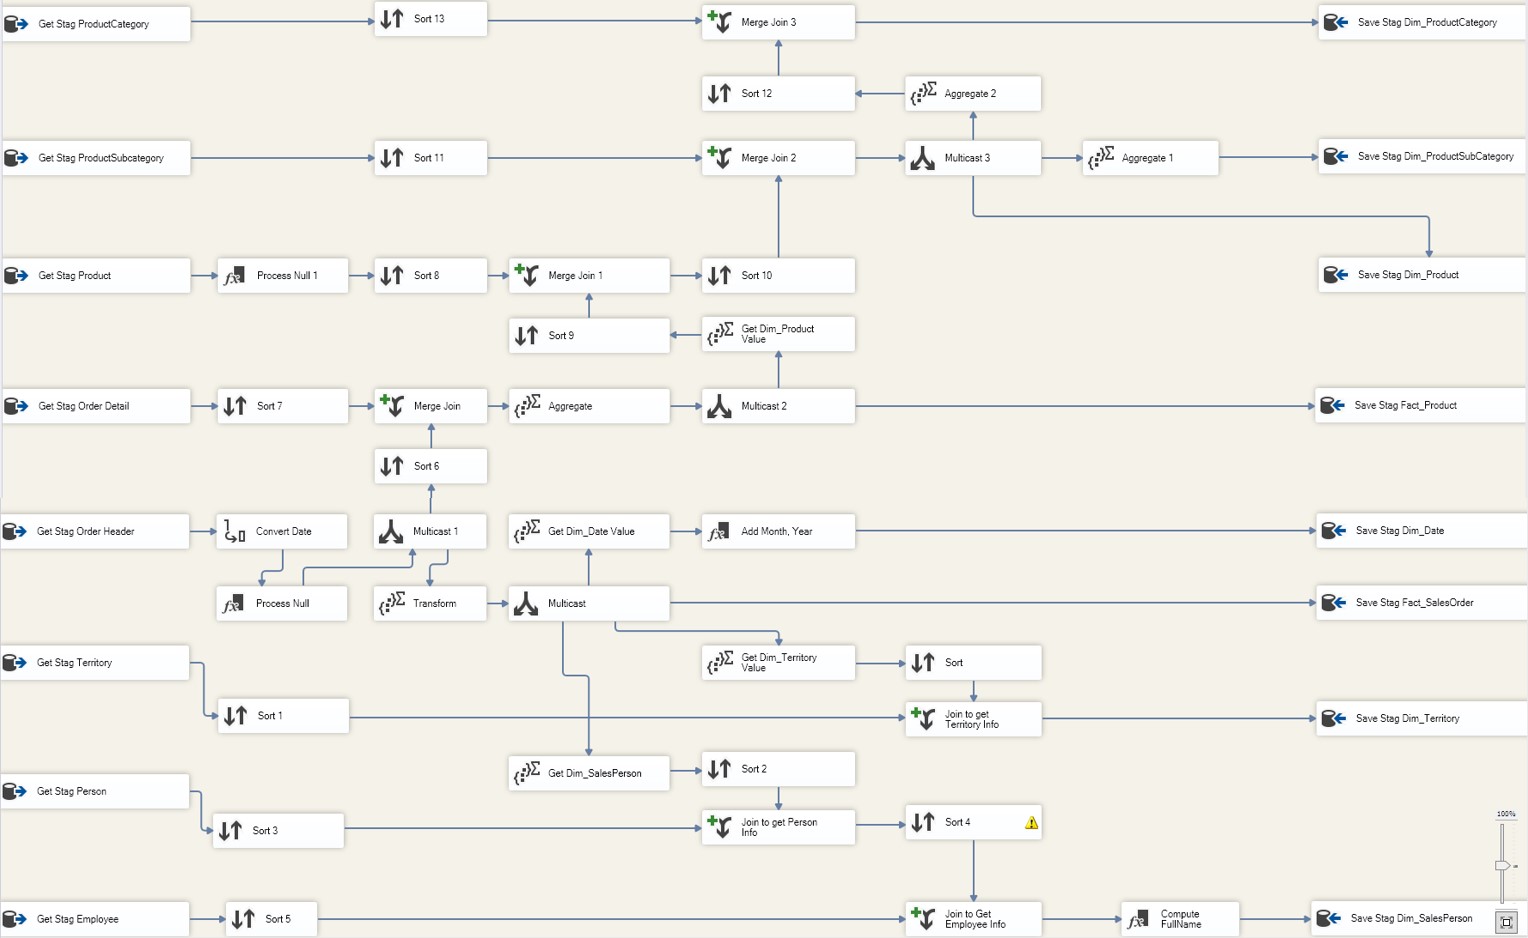 Get Stag ProductCategory
Sort 13
Merge Join 3
Save Stag Dim_ProductCategory
Sort 12
Aggregate 2
Get Stag ProductSubcategory
Sort 11
Merge Join 2
Multicast 3
Aggregate 1
Save Stag Dim_ProductSubCategory
Get Stag Product
Process Null 1
Sort 8
Merge Join 1
Sort 10
Save Stag Dim_Product
Sort 9
Get Dim_Product
Value
Get Stag Order Detail
Sort 7
Merge Join
Aggregate
Multicast 2
Save Stag Fact_Product
Sort 6
Get Stag Order Header
Convert Date
Multicast 1
Get Dim_Date Value
Add Month, Year
Save Stag Dim_Date
Process Null
Transform
Multicast
Save Stag Fact_SalesOrder
Get Stag Territory
Get Dim_Territory
Value
Sort
Sort 1
Join to get
Territory Info
Save Stag Dim_Territory
Get Dim_SalesPerson
Sort 2
Get Stag Person
Sort 3
Join to get Person
Info
Sort 4
100%
Get Stag Employee
Sort 5
Join to Get
Employee Info
Compute
FullName
Save Stag Dim_SalesPerson